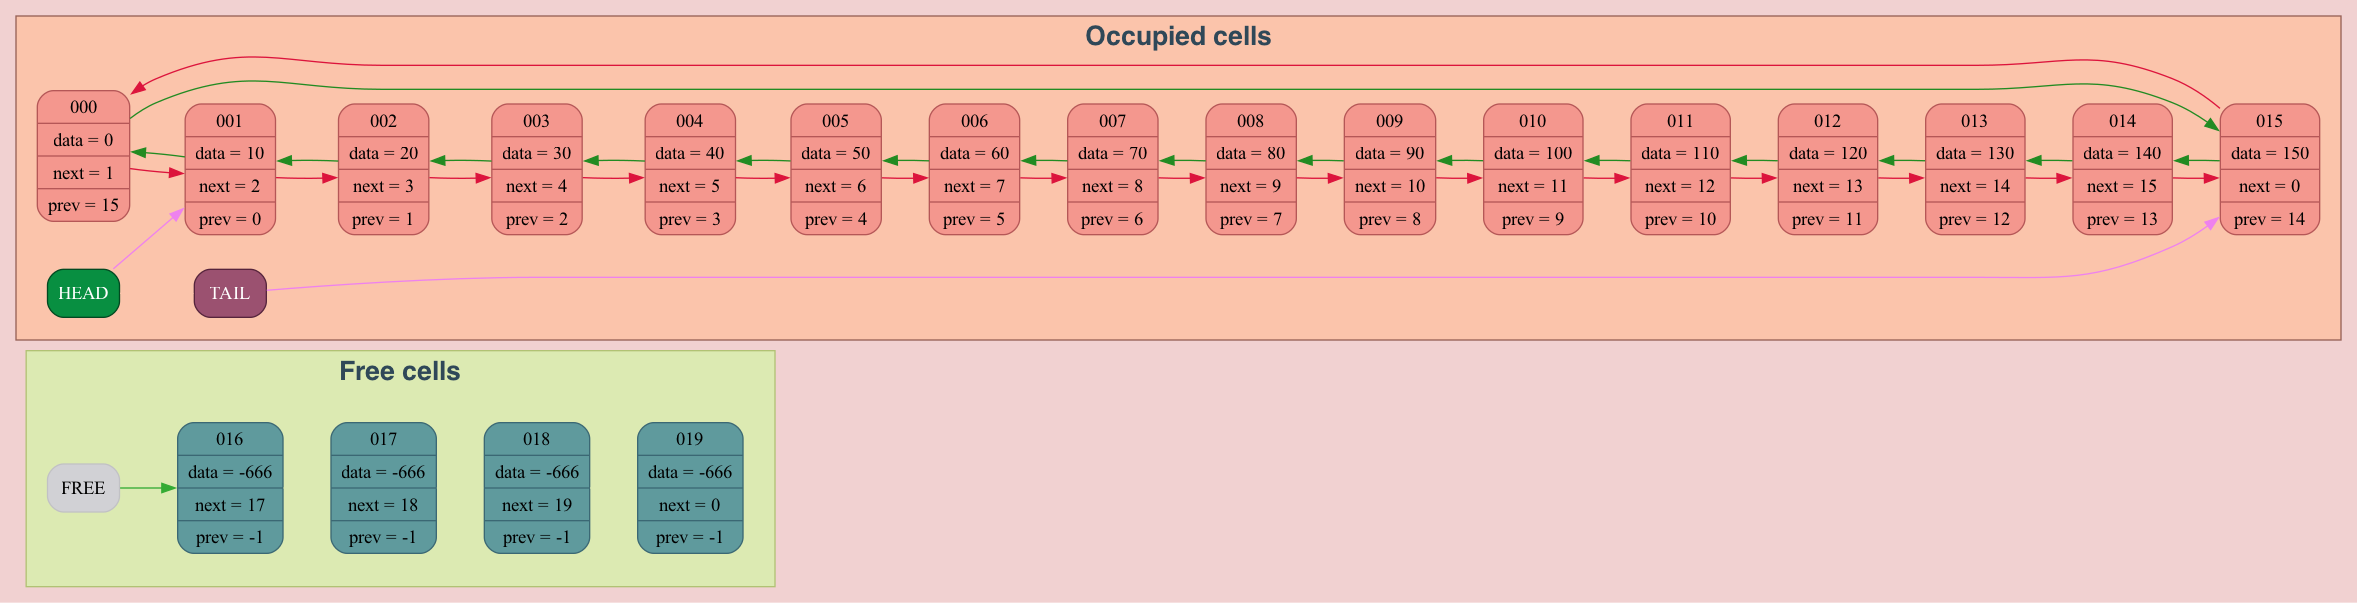 Occupied cells
000
data = 0
next = 1
prev = 15
001
data = 10
next = 2
prev = 0
002
data = 20
next = 3
prev = 1
003
data = 30
next = 4
prev = 2
004
data = 40
next = 5
prev = 3
005
data = 50
next = 6
prev = 4
006
data = 60
next = 7
prev = 5
007
data = 70
next = 8
prev = 6
008
data = 80
next = 9
prev = 7
009
data = 90
next = 10
prev = 8
010
data = 100
next = 11
prev = 9
011
data = 110
next = 12
prev = 10
012
data = 120
next = 13
prev = 11
013
data = 130
next = 14
prev = 12
014
data = 140
next = 15
prev = 13
015
data = 150
next = 0
prev = 14
HEAD
TAIL
Free cells
FREE
016
data = -666
next = 17
prev = -1
017
data = -666
next = 18
prev = -1
018
data = -666
next = 19
prev = -1
019
data = -666
next = 0
prev = -1